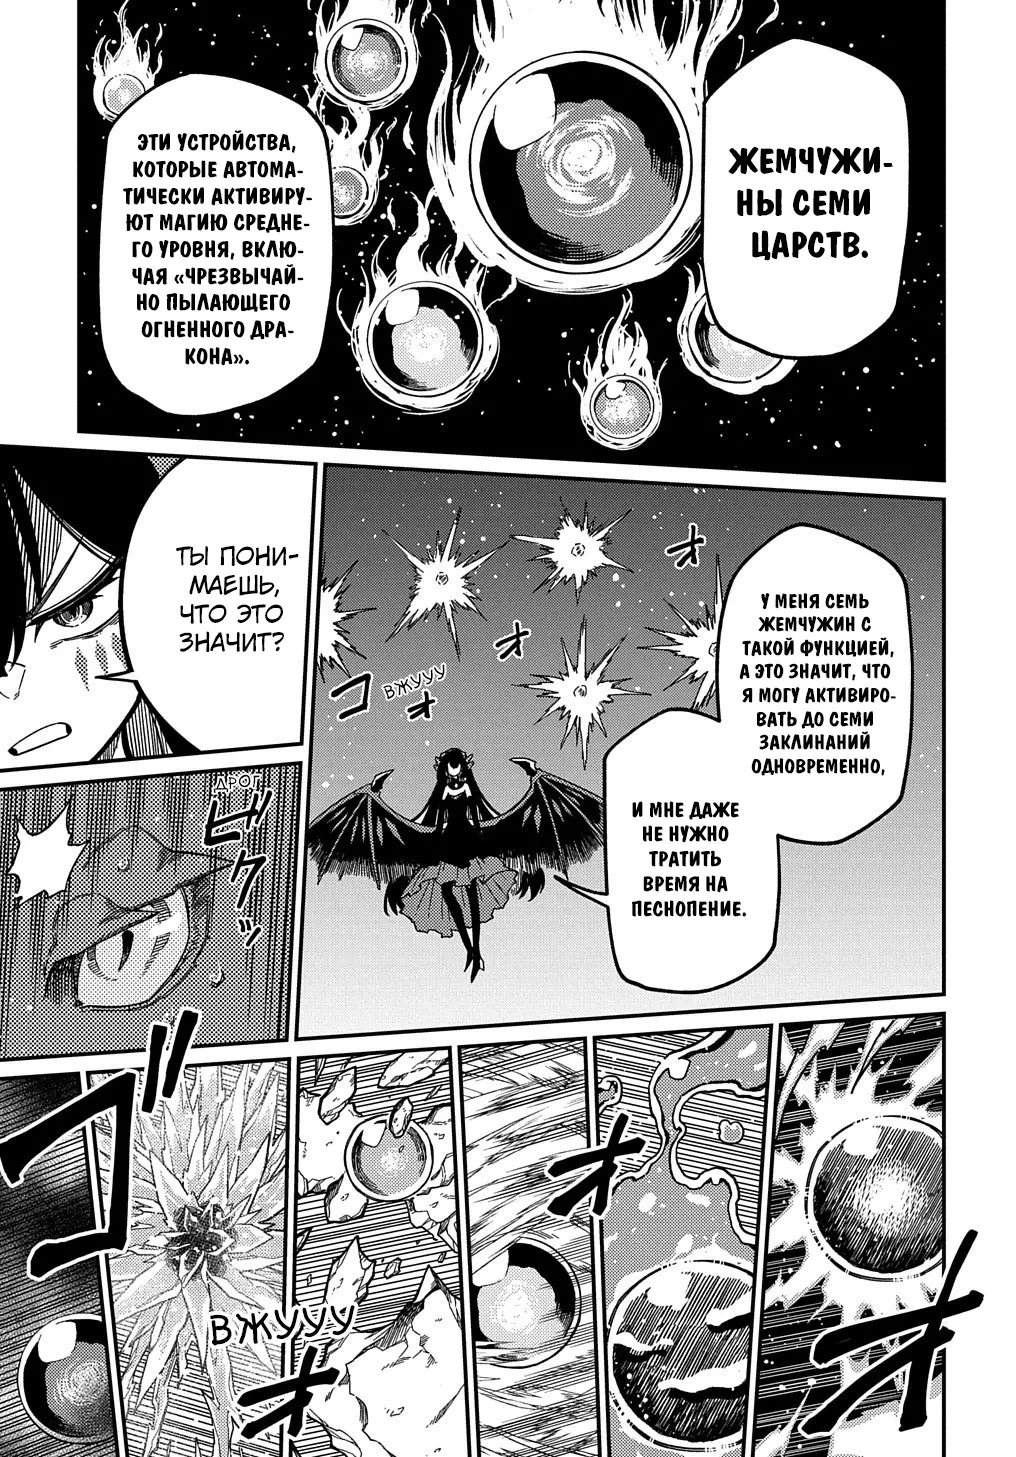 ЖЕМЧУЖИ-
НЫ СЕМИ
ЦАРСТВ.
ЭТИ УСТРОЙСТВА,
КОТОРЫЕ АВТОМА-
ТИЧЕСКИ АКТИВИРУ-
ЮТ МАГИЮ СРЕДНЕ-
ГО УРОВНЯ, ВКЛЮ-
ЧАЯ «ЧРЕЗВЫЧАЙ-
НО ПЫЛАЮЩЕГО
ОГНЕННОГО ДРА-
КОНА».
У МЕНЯ СЕМЬ
ЖЕМЧУЖИН С
ТАКОЙ ФУНКЦИЕЙ,
А ЭТО ЗНАЧИТ, ЧТО
Я МОГУ АКТИВИРО-
ВАТЬ ДО СЕМИ
ЗАКЛИНАНИЙ
ОДНОВРЕМЕННО,
И МНЕ ДАЖЕ
НЕ НУЖНО
ТРАТИТЬ
ВРЕМЯ НА
ПЕСНОПЕНИЕ.
ゴオオ
ВЖУУУ
ТЫ ПОНИ-
МАЕШЬ,
ЧТО ЭТО
ЗНАЧИТ?
ДРОГ
ビクッ
オオゴ
ВЖУУУ